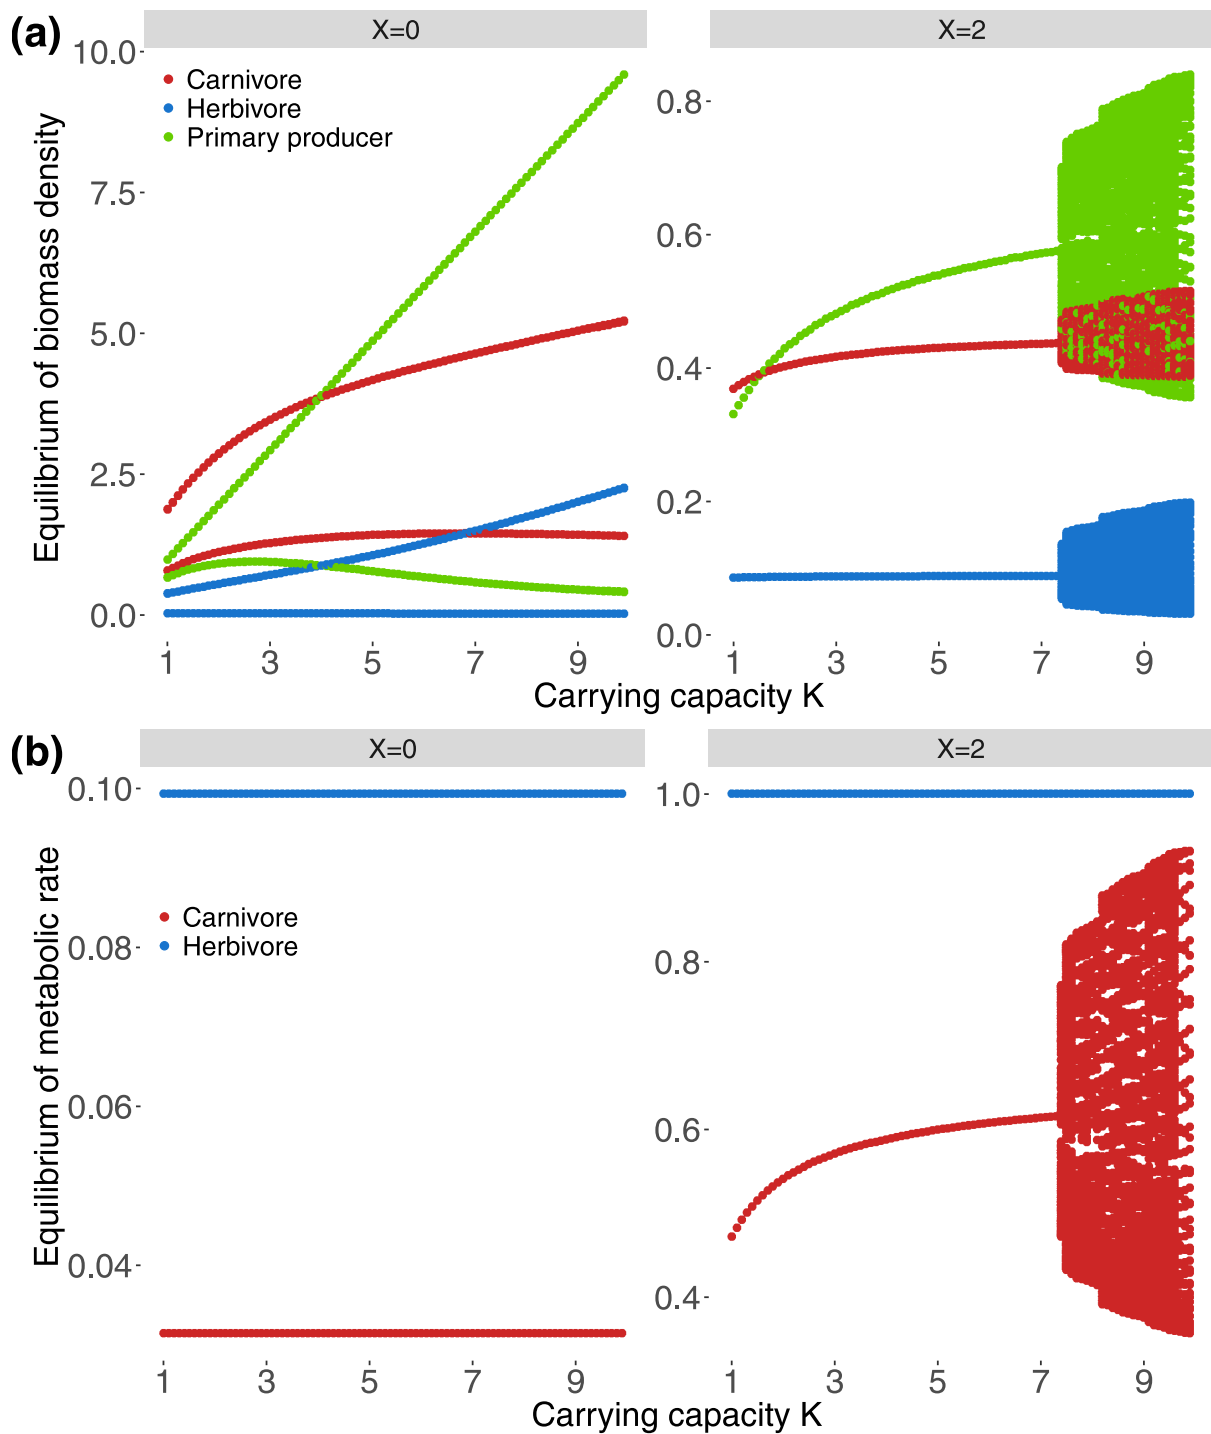 (a)
X=0
X=2
Equilibrium of biomass density
10.0
7.5
5.0
2.5
0.0
Carnivore
Herbivore
Primary producer
1 3 5 7 9
0.8
0.6
0.4
0.2
0.0
1 3 5 7 9
Carrying capacity K
(b)
X=0
X=2
Equilibrium of metabolic rate
0.10
0.08
0.06
0.04
Carnivore
Herbivore
1 3 5 7 9
1.0
0.8
0.6
0.4
1 3 5 7 9
Carrying capacity K